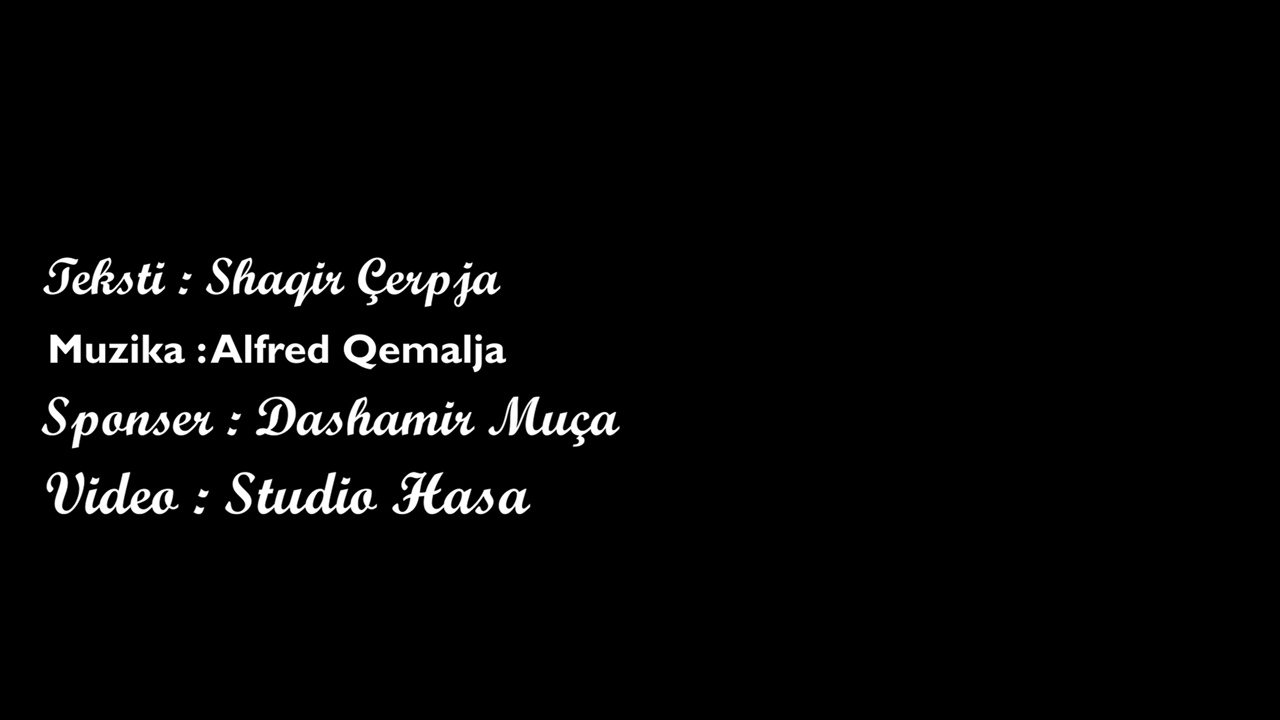 Teksti : Shaqir Çerpja
Muzika : Alfred Qemalja
Sponser : Dashamir Muça
Video : Studio Hasa